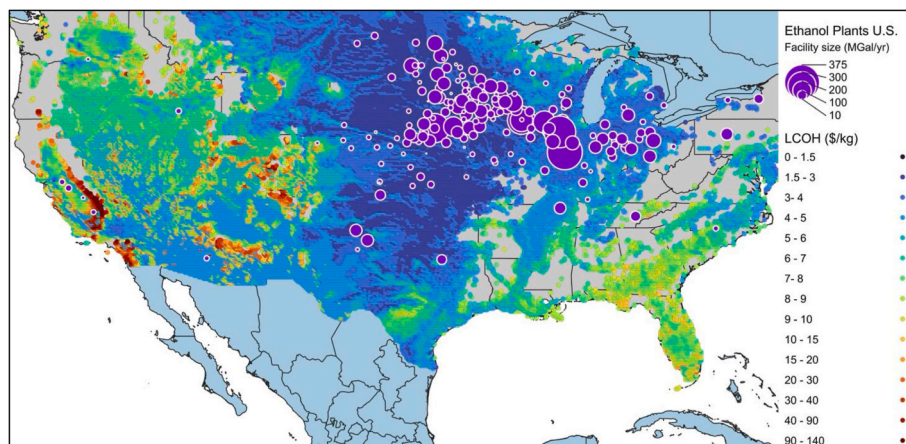 Ethanol Plants U.S.
Facility size (MGal/yr)
375
300
200
100
10
LCOH ($/kg)
0 - 1.5
1.5 - 3
3- 4
4 - 5
5 - 6
6 - 7
7- 8
8 - 9
9 - 10
10 - 15
15 - 20
20 - 30
30 - 40
40 - 90
90 - 140